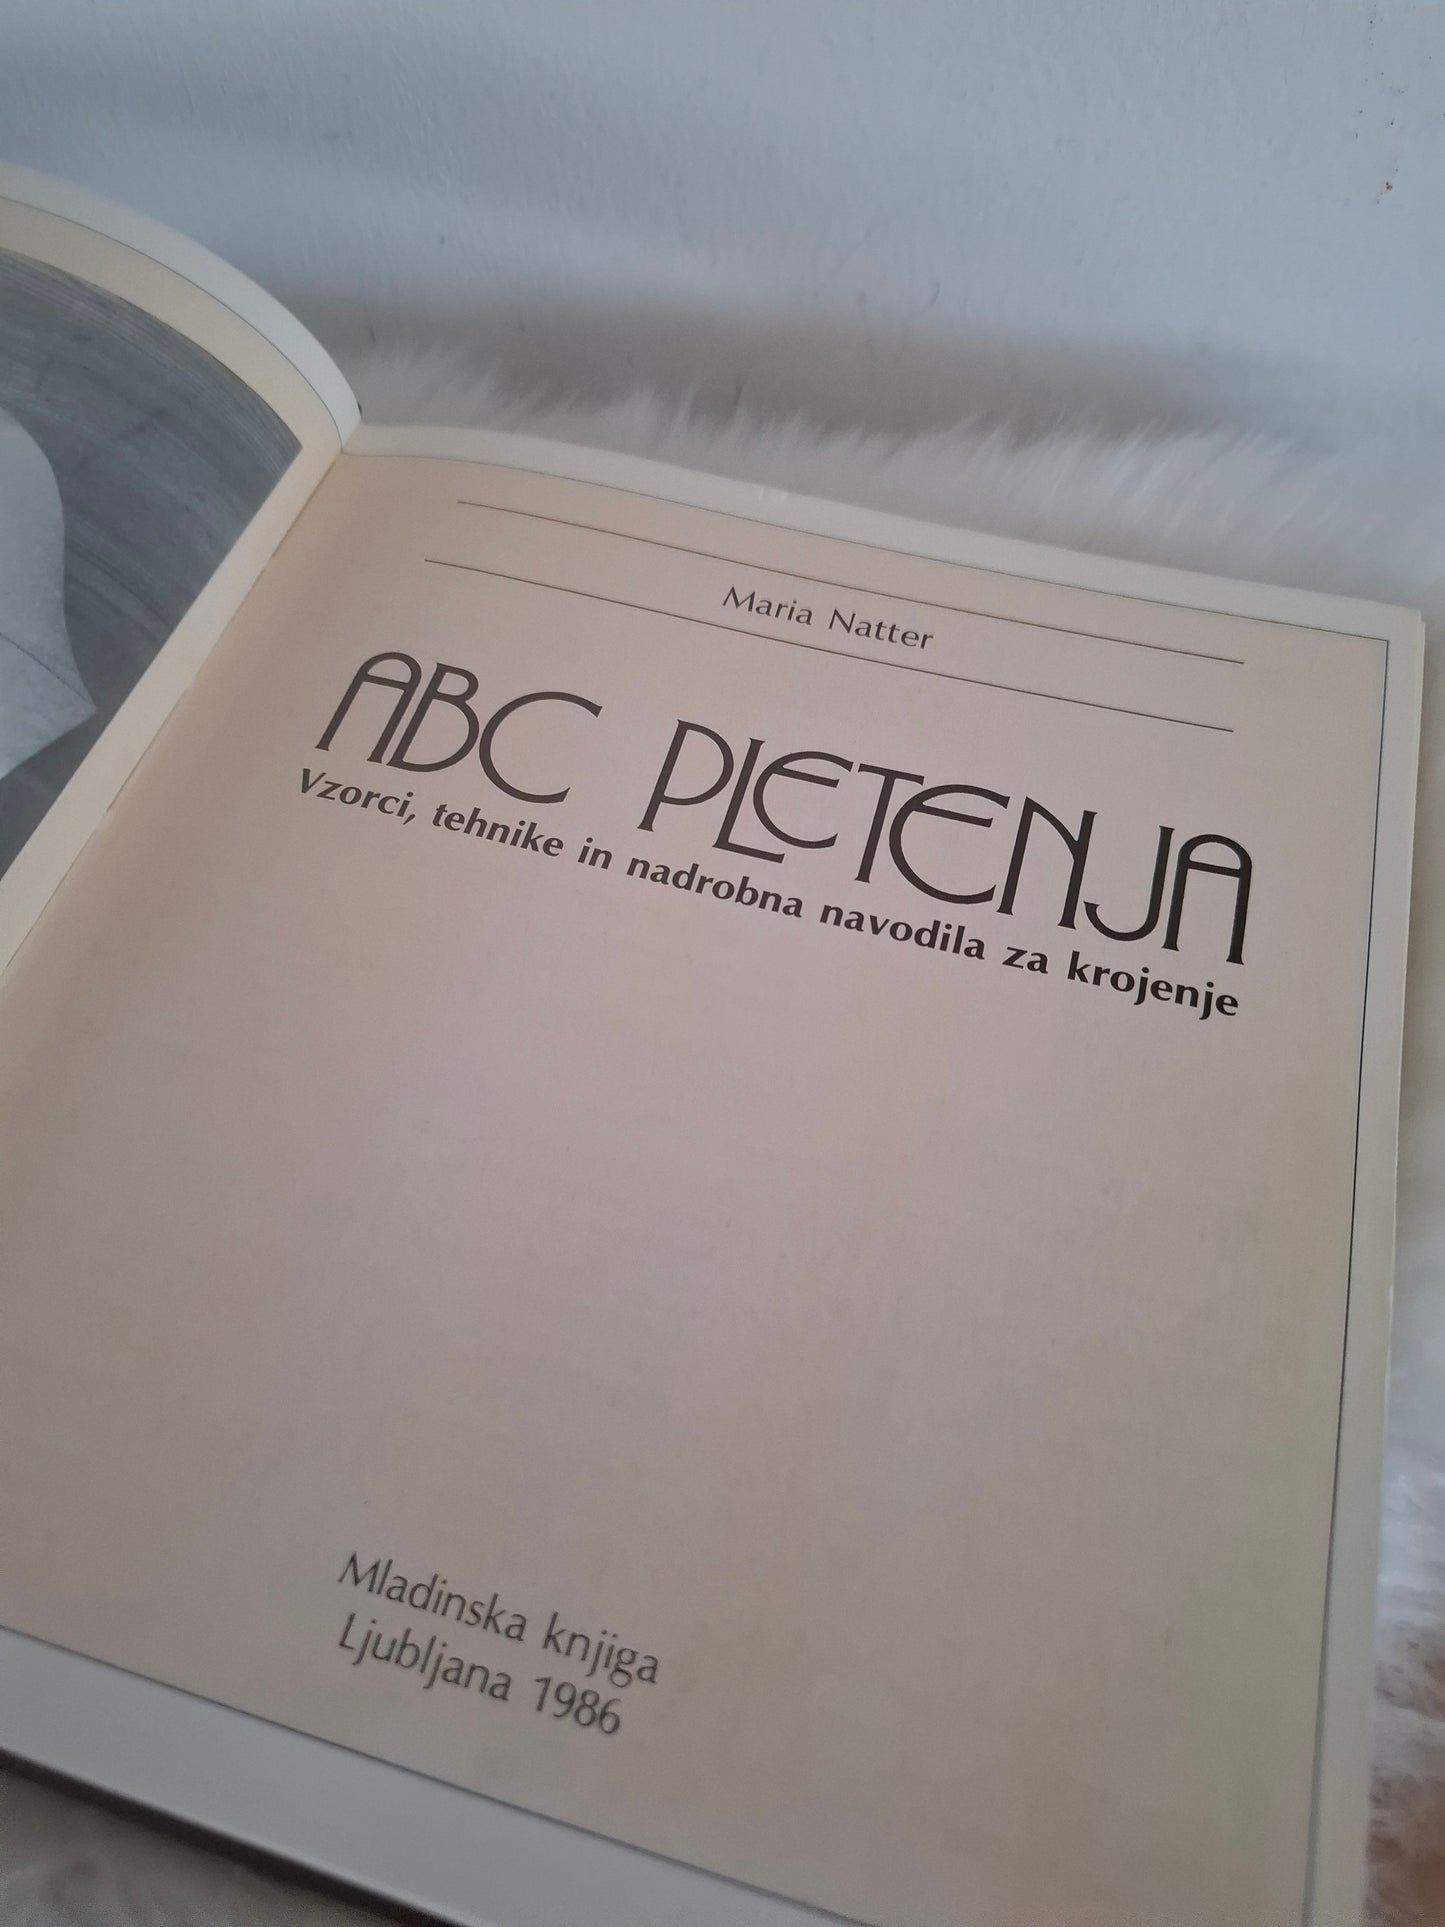 Maria Natter
ABC PLETENJA
Vzorci, tehnike in nadrobna navodila za krojenje
Mladinska knjiga
Ljubljana 1986